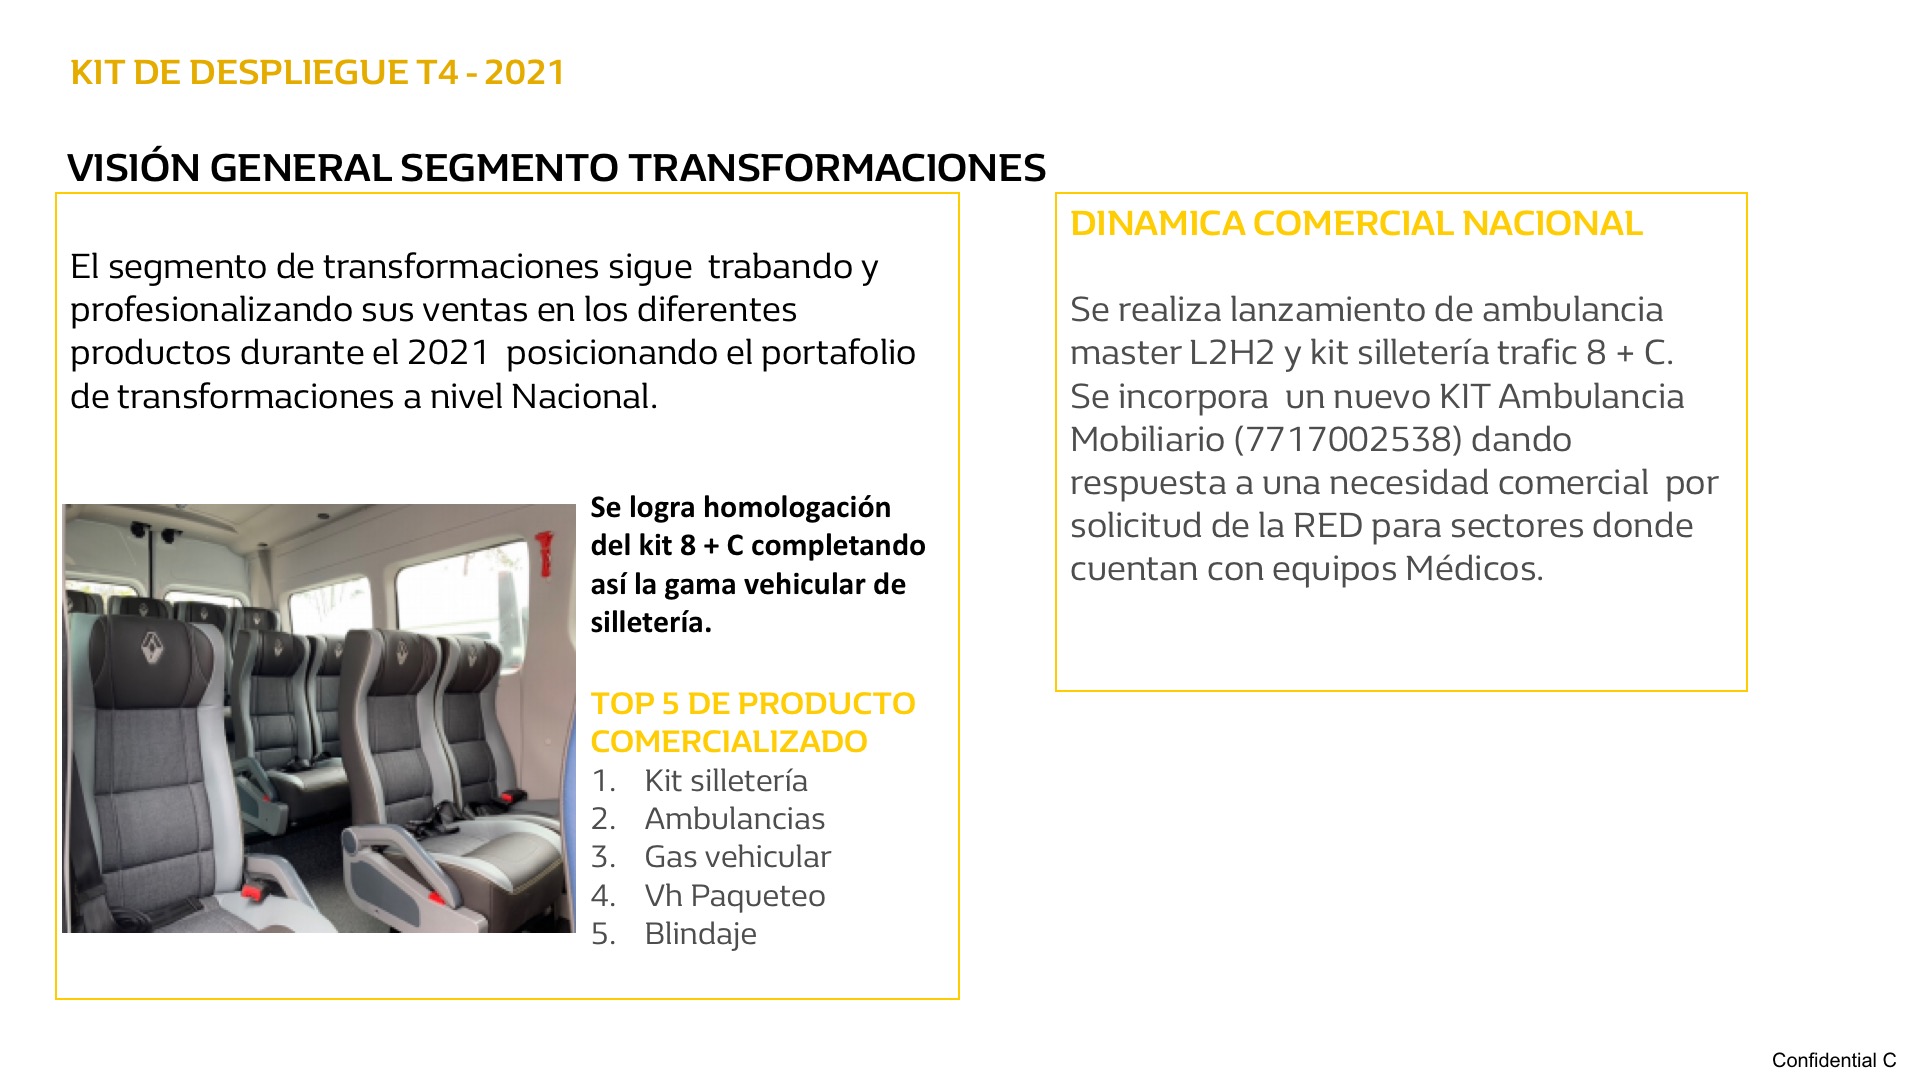 KIT DE DESPLIEGUE T4 - 2021
VISIÓN GENERAL SEGMENTO TRANSFORMACIONES
El segmento de transformaciones sigue  trabando y
profesionalizando sus ventas en los diferentes
productos durante el 2021  posicionando el portafolio
de transformaciones a nivel Nacional.
Se logra homologación
del kit 8 + C completando
así la gama vehicular de
silletería.
TOP 5 DE PRODUCTO
COMERCIALIZADO
1. Kit silletería
2. Ambulancias
3. Gas vehicular
4. Vh Paqueteo
5. Blindaje
DINAMICA COMERCIAL NACIONAL
Se realiza lanzamiento de ambulancia
master L2H2 y kit silletería trafic 8 + C.
Se incorpora  un nuevo KIT Ambulancia
Mobiliario (7717002538) dando
respuesta a una necesidad comercial  por
solicitud de la RED para sectores donde
cuentan con equipos Médicos.
Confidential C